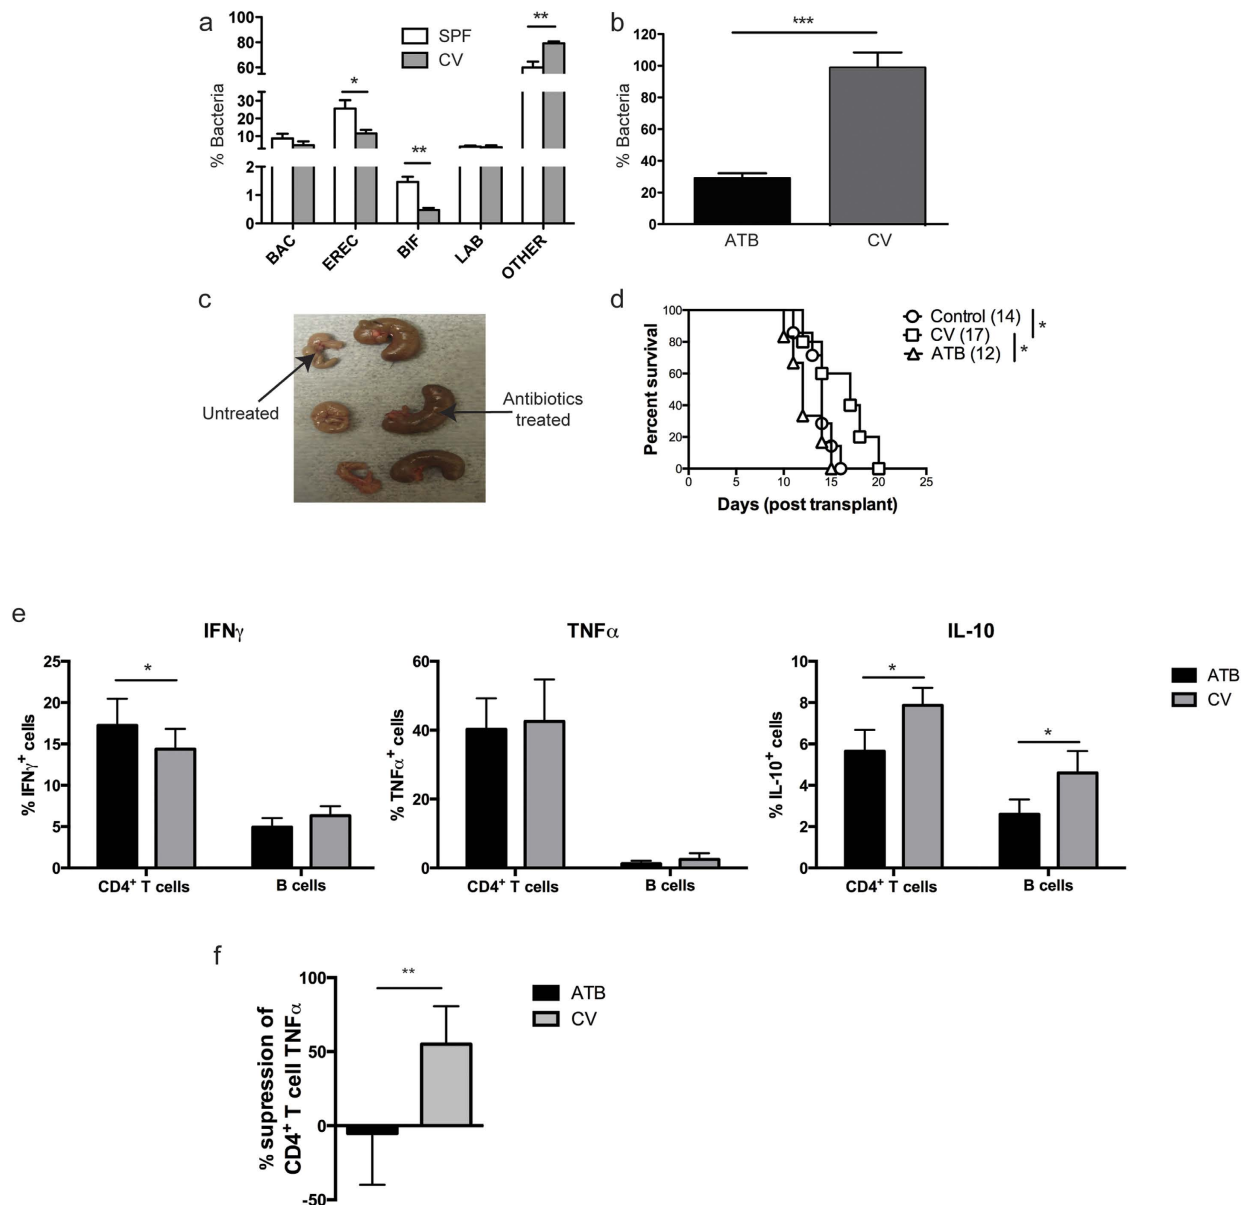 a
100
80
60
30
20
10
2
1
0
% Bacteria
SPF
CV
*
**
**
BAC
EREC
BIF
LAB
OTHER
b
120
100
80
60
40
20
0
% Bacteria
***
ATB
CV
c
Untreated
Antibiotics
treated
d
100
80
60
40
20
0
Percent survival
0 5 10 15 20 25
Days (post transplant)
Control (14)
CV (17)
ATB (12)
*
*
e
IFNγ
25
20
15
10
5
0
% IFNγ+ cells
*
CD4+ T cells
B cells
TNFα
60
40
20
0
% TNFα+ cells
CD4+ T cells
B cells
IL-10
10
8
6
4
2
0
% IL-10+ cells
*
*
CD4+ T cells
B cells
ATB
CV
f
100
50
0
-50
% supression of
CD4+ T cell TNFα
**
ATB
CV